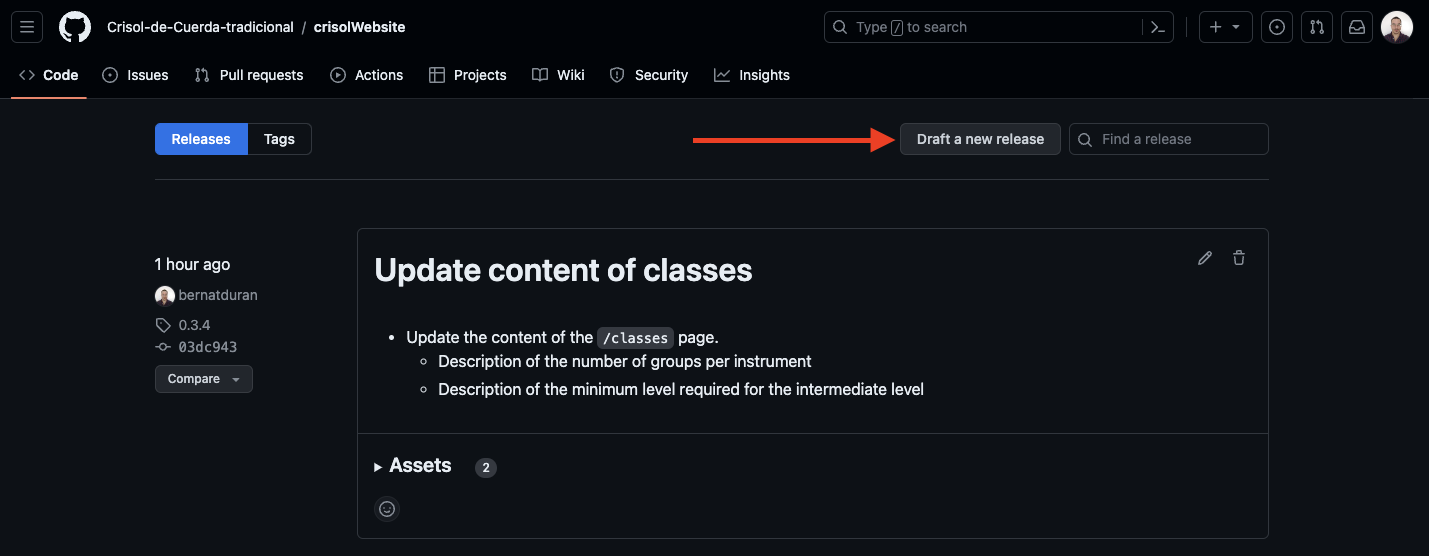 Crisol-de-Cuerda-tradicional / crisolWebsite
Type / to search
Code Issues Pull requests Actions Projects Wiki Security Insights
Releases Tags Draft a new release Find a release
1 hour ago
bernatduran
0.3.4
03dc943
Compare
Update content of classes
Update the content of the /classes page.
Description of the number of groups per instrument
Description of the minimum level required for the intermediate level
Assets 2